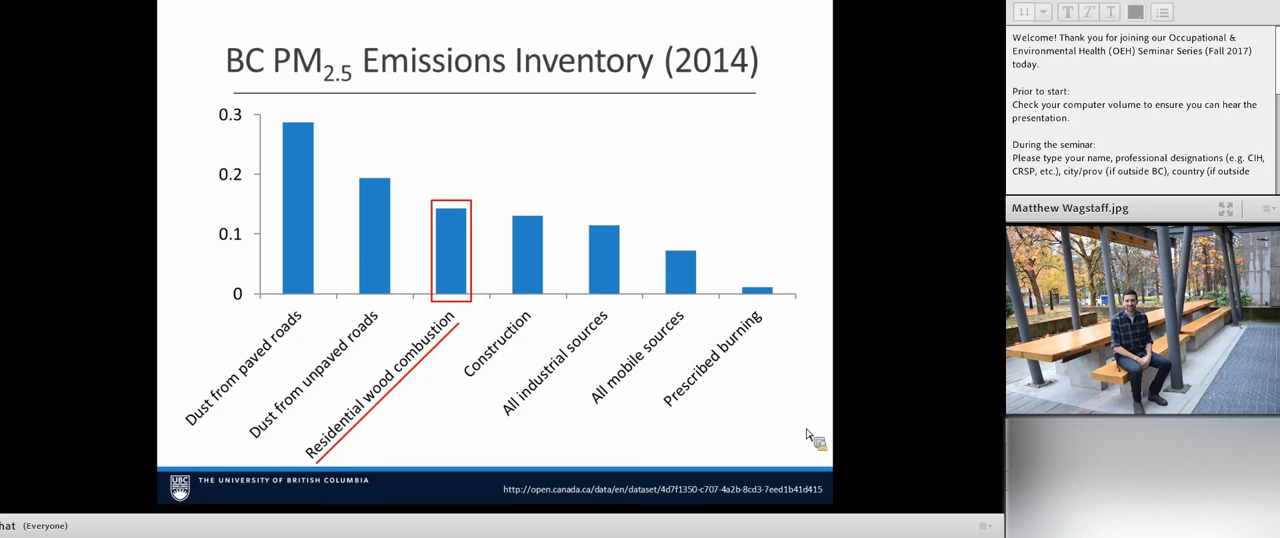 BC PM2.5 Emissions Inventory (2014)
0.3
0.2
0.1
0
Dust from paved roads
Dust from unpaved roads
Residential wood combustion
Construction
All industrial sources
All mobile sources
Prescribed burning
UBC
THE UNIVERSITY OF BRITISH COLUMBIA
http://open.canada.ca/data/en/dataset/4d7f1350-c707-4a2b-8cd3-7eed1b41d415
hat (Everyone)
11
T T T
Welcome! Thank you for joining our Occupational &
Environmental Health (OEH) Seminar Series (Fall 2017)
today.
Prior to start:
Check your computer volume to ensure you can hear the
presentation.
During the seminar:
Please type your name, professional designations (e.g. CIH,
CRSP, etc.), city/prov (if outside BC), country (if outside
Matthew Wagstaff.jpg